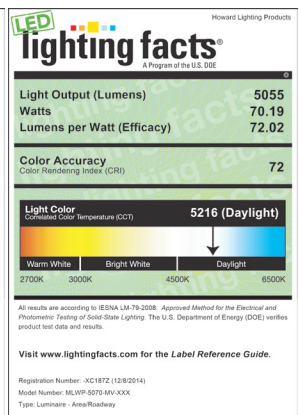 Howard Lighting Products
LED
lighting facts®
A Program of the U.S. DOE
Light Output (Lumens) 5055
Watts 70.19
Lumens per Watt (Efficacy) 72.02
Color Accuracy
Color Rendering Index (CRI) 72
Light Color
Correlated Color Temperature (CCT) 5216 (Daylight)
Warm White Bright White Daylight
2700K 3000K 4500K 6500K
All results are according to IESNA LM-79-2008: Approved Method for the Electrical and
Photometric Testing of Solid-State Lighting. The U.S. Department of Energy (DOE) verifies
product test data and results.
Visit www.lightingfacts.com for the Label Reference Guide.
Registration Number: -XC187Z (12/8/2014)
Model Number: MLWP-5070-MV-XXX
Type: Luminaire - Area/Roadway